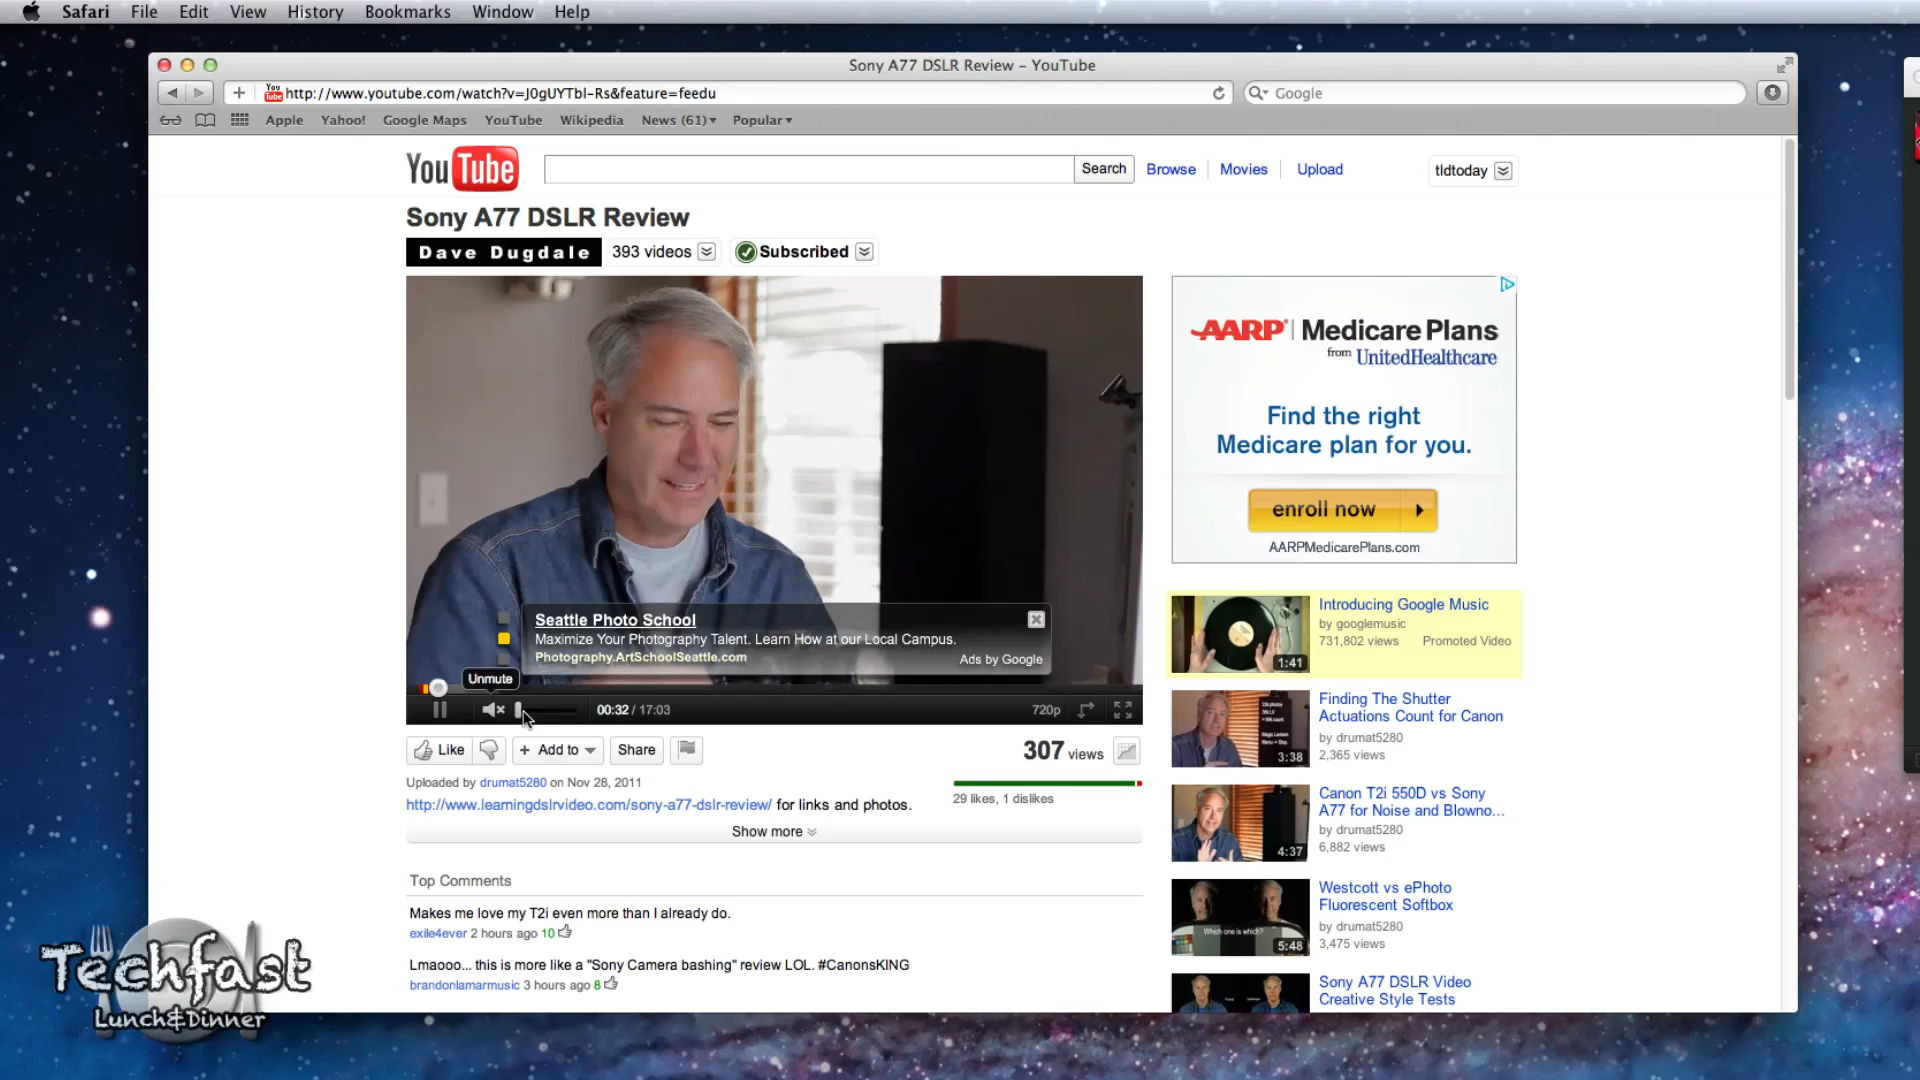 Safari File Edit View History Bookmarks Window Help
Sony A77 DSLR Review – YouTube
http://www.youtube.com/watch?v=J0gUYTbl-Rs&feature=feedu
Google
Apple Yahoo! Google Maps YouTube Wikipedia News (61) Popular
YouTube
Search
Browse
Movies
Upload
tldtoday
Sony A77 DSLR Review
Dave Dugdale
393 videos
Subscribed
Seattle Photo School
Maximize Your Photography Talent. Learn How at our Local Campus.
Photography.ArtSchoolSeattle.com
Ads by Google
Unmute
00:32 / 17:03
720p
Like
+ Add to
Share
307 views
Uploaded by drumat5280 on Nov 28, 2011
http://www.learningdslrvideo.com/sony-a77-dslr-review/ for links and photos.
29 likes, 1 dislikes
Show more
Top Comments
Makes me love my T2i even more than I already do.
exile4ever 2 hours ago 10
Lmaooo... this is more like a "Sony Camera bashing" review LOL. #CanonsKING
brandonlamarmusic 3 hours ago 8
AARP | Medicare Plans
from UnitedHealthcare
Find the right
Medicare plan for you.
enroll now
AARPMedicarePlans.com
Introducing Google Music
by googlemusic
731,802 views Promoted Video
1:41
Finding The Shutter
Actuations Count for Canon
by drumat5280
2,365 views
3:38
Canon T2i 550D vs Sony
A77 for Noise and Blowno...
by drumat5280
6,882 views
4:37
Westcott vs ePhoto
Fluorescent Softbox
by drumat5280
3,475 views
Which one is which?
5:48
Sony A77 DSLR Video
Creative Style Tests
Techfast
Lunch&Dinner